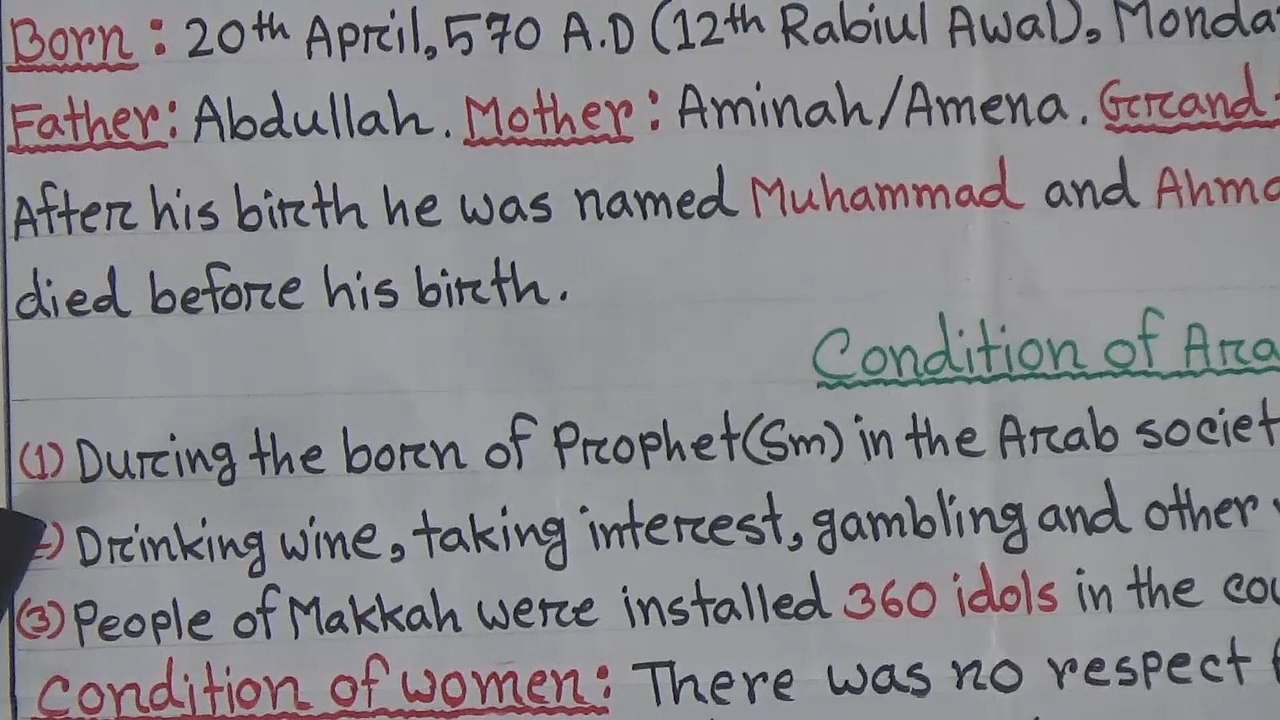 Born: 20th April, 570 A.D (12th Rabiul Awal), Monda
Father: Abdullah. Mother: Aminah/Amena. Grand-
After his birth he was named Muhammad and Ahma
died before his birth.
Condition of Ara
(1) During the born of Prophet(Sm) in the Arab societ
2) Drinking wine, taking interest, gambling and other
(3) People of Makkah were installed 360 idols in the cou
Condition of women: There was no respect